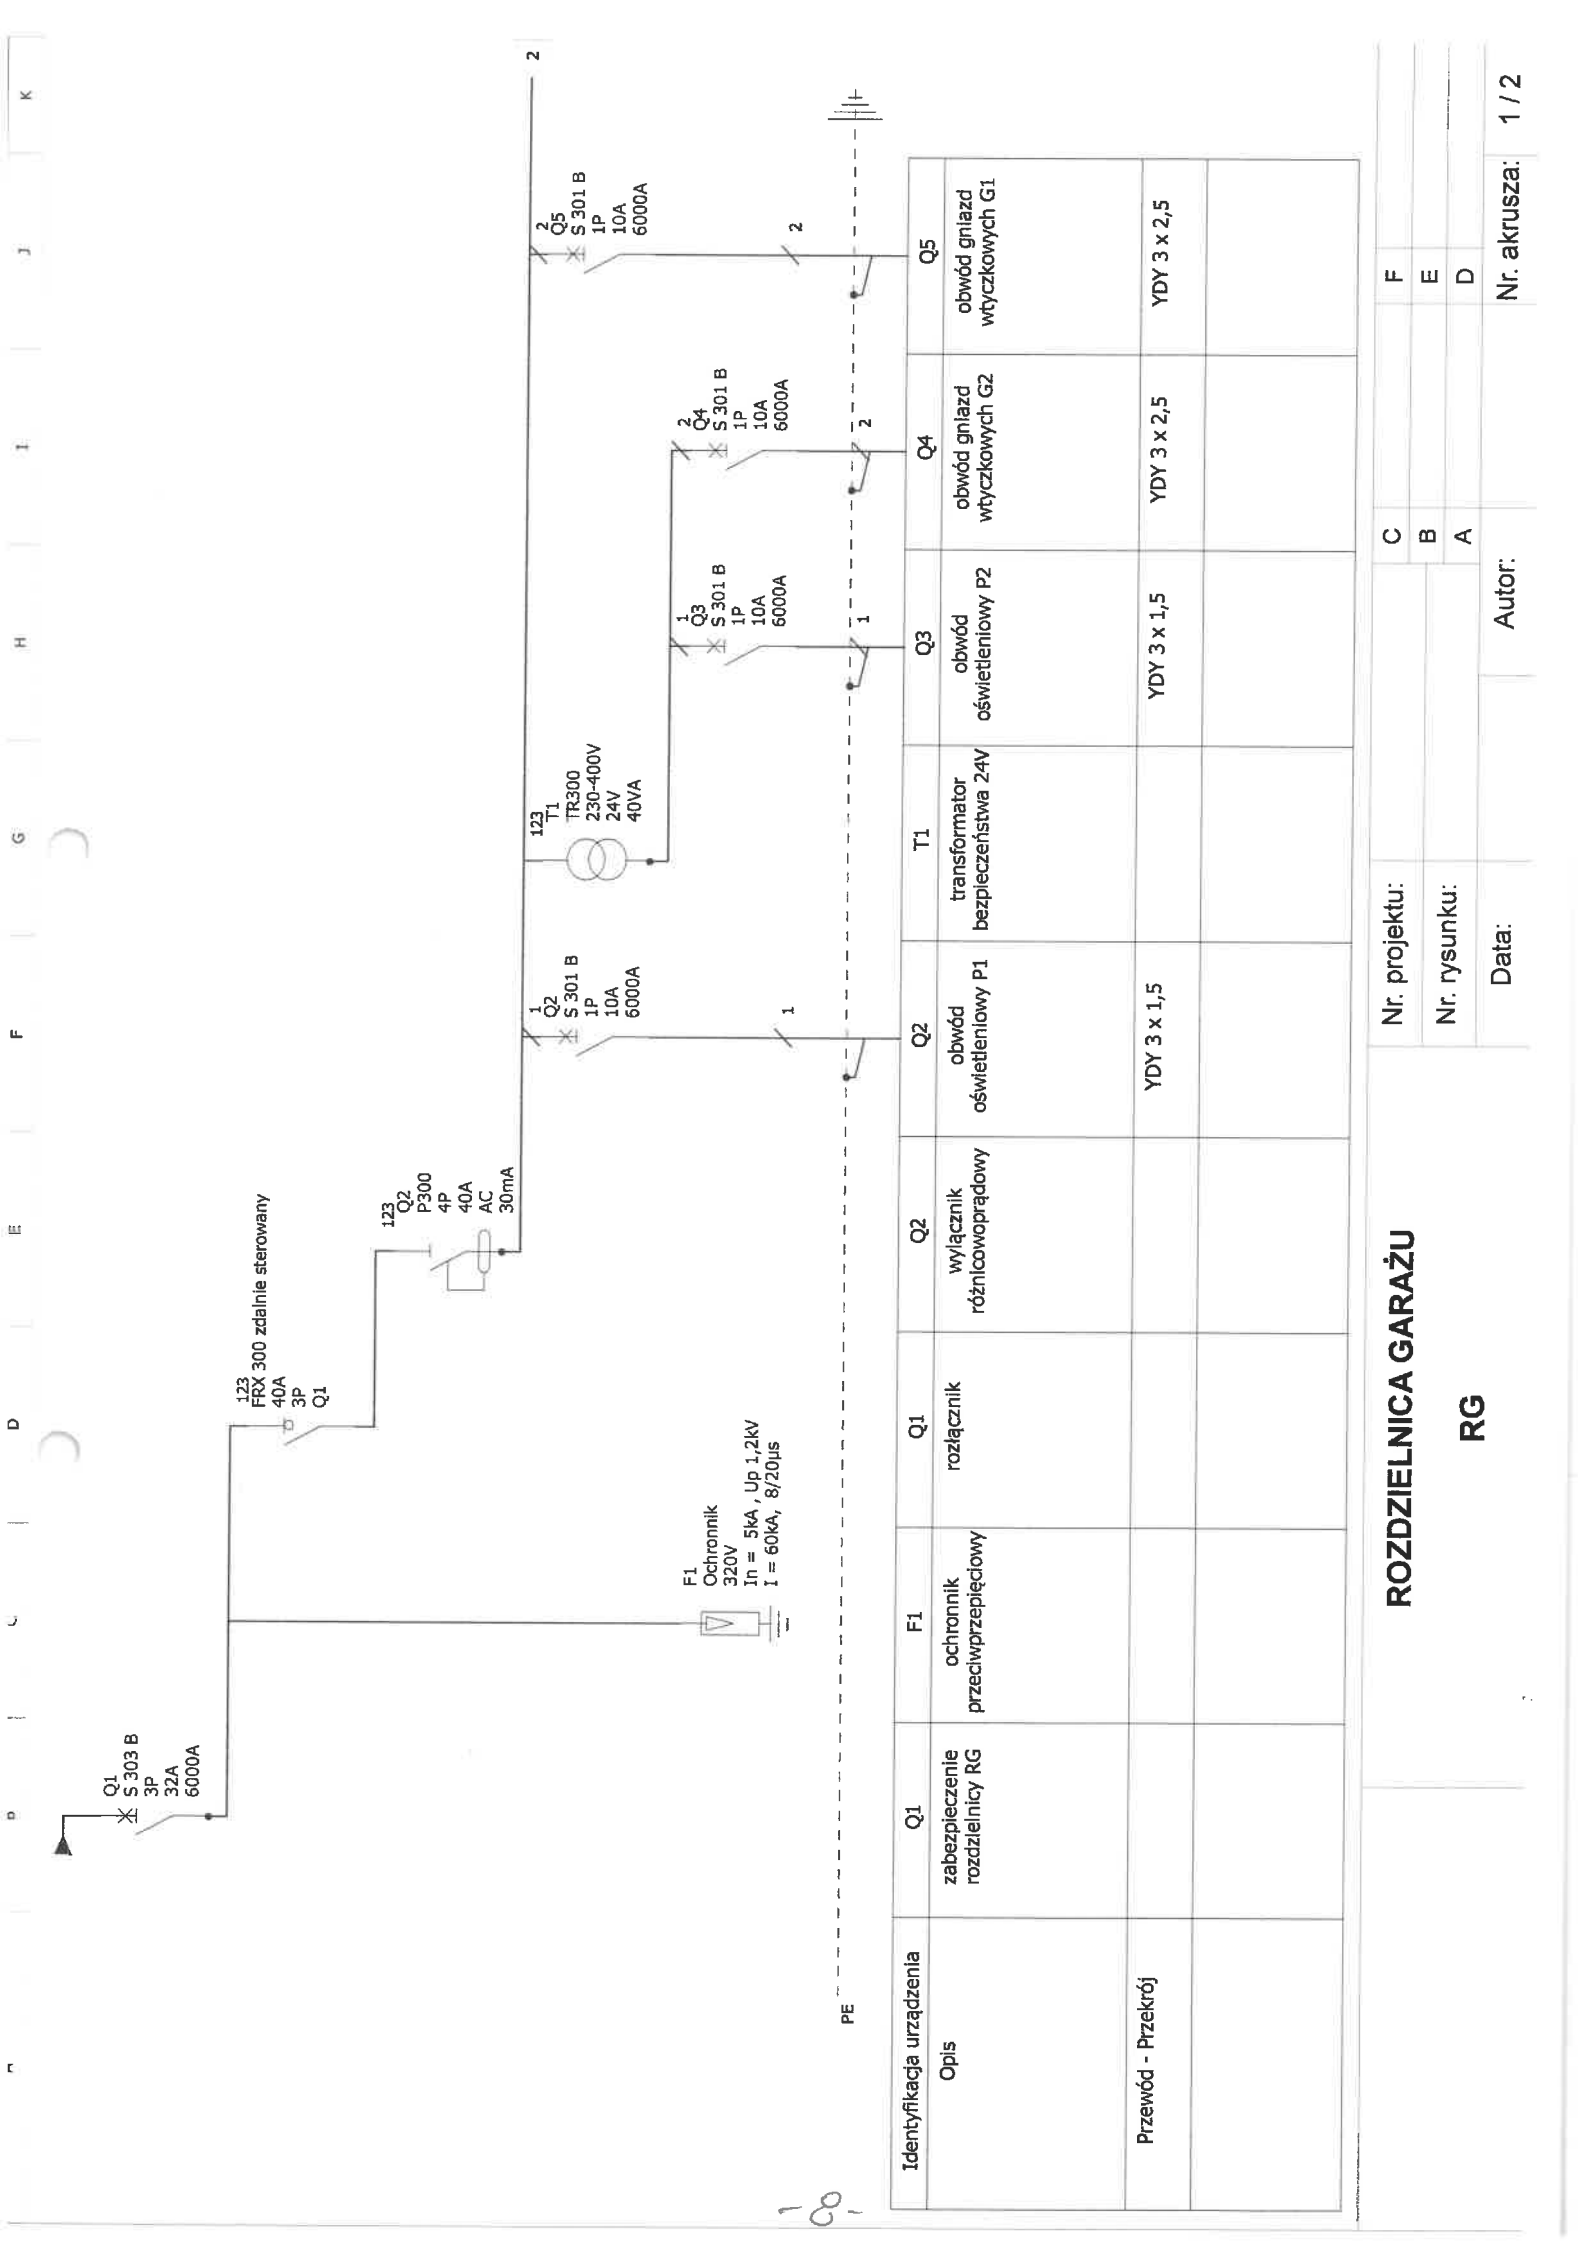 A B C D E F G H I J K
Q1
S 303 B
3P
32A
6000A
F1
Ochronnik
320V
In = 5kA , Up 1,2kV
I = 60kA, 8/20µs
123
FRX 300 zdalnie sterowany
40A
3P
Q1
123
Q2
P300
4P
40A
AC
30mA
1
Q2
S 301 B
1P
10A
6000A
1
123
T1
TR300
230-400V
24V
40VA
1
Q3
S 301 B
1P
10A
6000A
1
2
Q4
S 301 B
1P
10A
6000A
2
2
Q5
S 301 B
1P
10A
6000A
2
2
PE
Identyfikacja urządzenia Q1 F1 Q1 Q2 Q2 T1 Q3 Q4 Q5
Opis
zabezpieczenie
rozdzielnicy RG
ochronnik
przeciwprzepięciowy
rozłącznik
wyłącznik
różnicowoprądowy
obwód
oświetleniowy P1
transformator
bezpieczeństwa 24V
obwód
oświetleniowy P2
obwód gniazd
wtyczkowych G2
obwód gniazd
wtyczkowych G1
Przewód - Przekrój YDY 3 x 1,5 YDY 3 x 1,5 YDY 3 x 2,5 YDY 3 x 2,5
ROZDZIELNICA GARAŻU
RG
Nr. projektu:
Nr. rysunku:
Data:
C F
B E
A D
Autor:
Nr. akrusza: 1 / 2
-8-